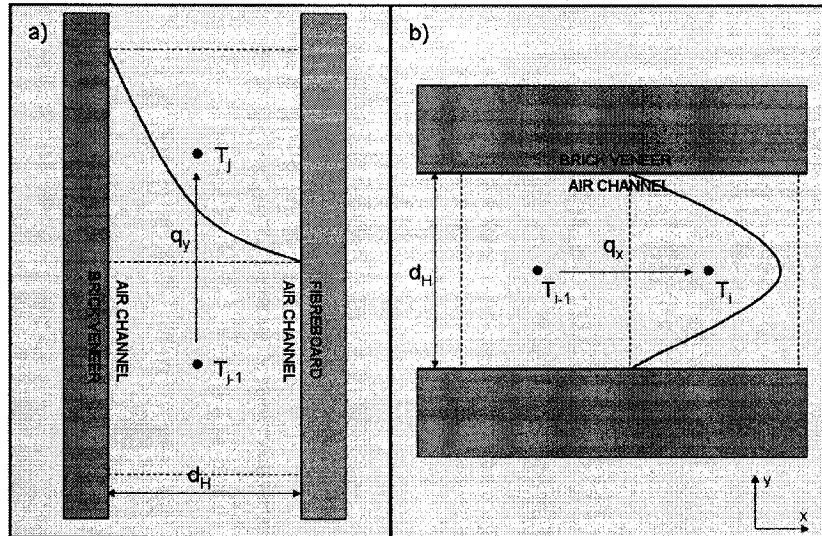 a)
T_j
q_y
BRICK VENEER
AIR CHANNEL
AIR CHANNEL
FIBREBOARD
T_j-1
d_H
b)
BRICK VENEER
AIR CHANNEL
d_H
q_x
T_i-1
T_i
y
x